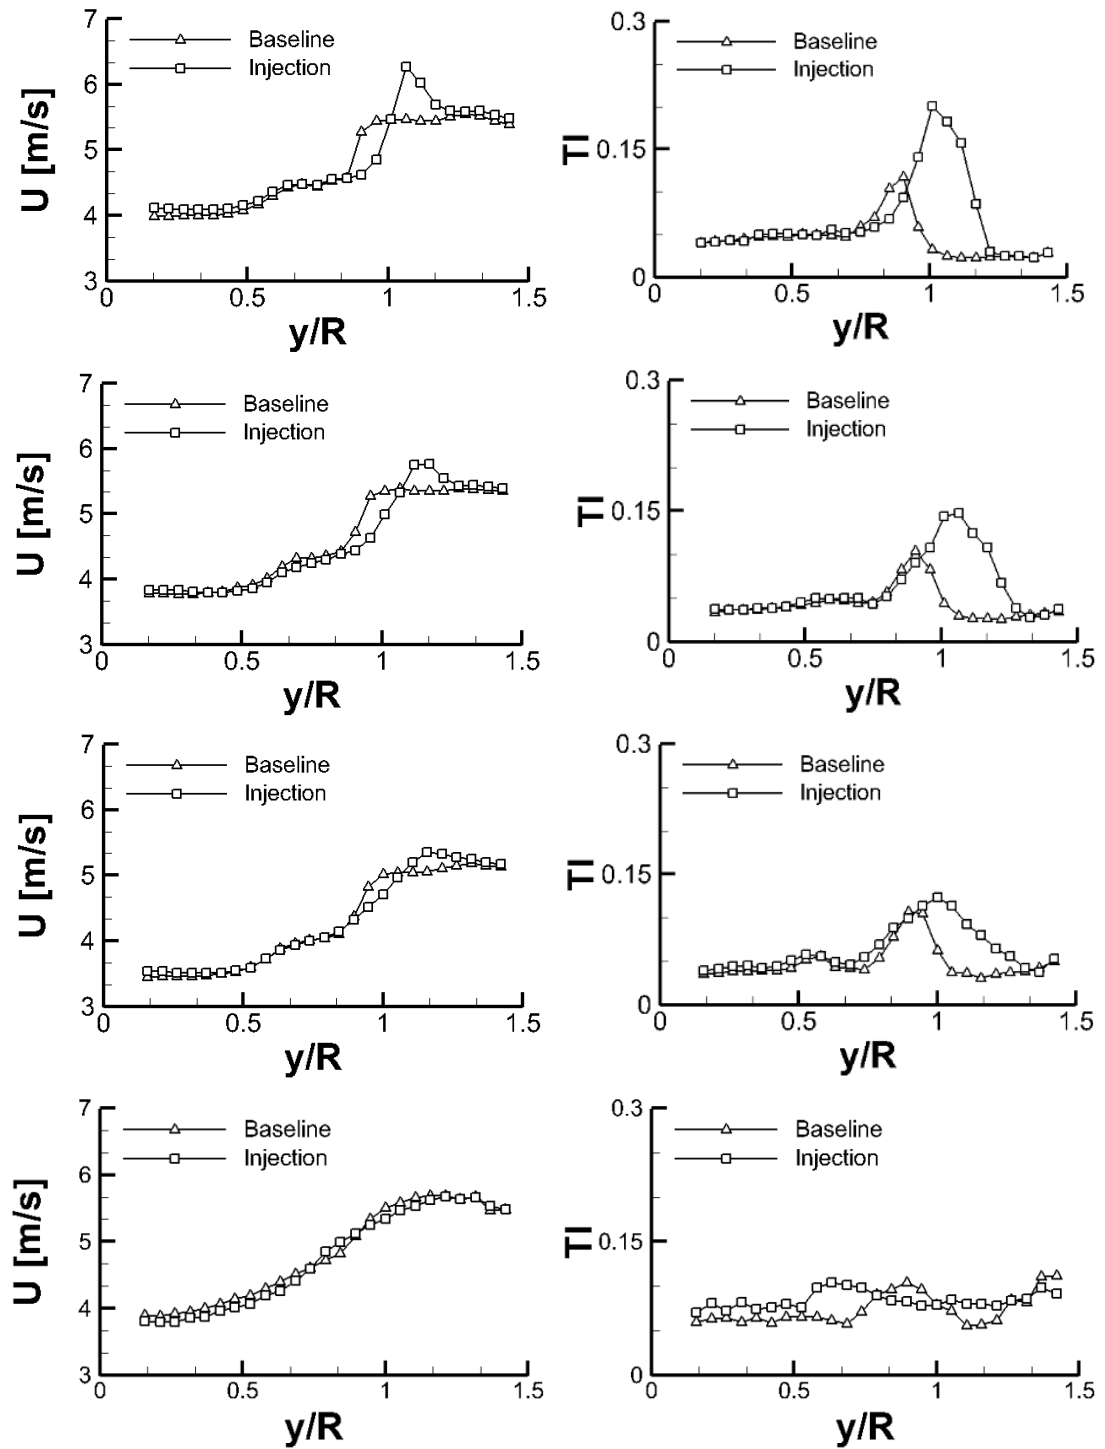 7
Baseline
Injection
6
5
4
3
U [m/s]
0
0.5
1
1.5
y/R
0.3
Baseline
Injection
0.15
0
TI
0
0.5
1
1.5
y/R
7
Baseline
Injection
6
5
4
3
U [m/s]
0
0.5
1
1.5
y/R
0.3
Baseline
Injection
0.15
0
TI
0
0.5
1
1.5
y/R
7
Baseline
Injection
6
5
4
3
U [m/s]
0
0.5
1
1.5
y/R
0.3
Baseline
Injection
0.15
0
TI
0
0.5
1
1.5
y/R
7
Baseline
Injection
6
5
4
3
U [m/s]
0
0.5
1
1.5
y/R
0.3
Baseline
Injection
0.15
0
TI
0
0.5
1
1.5
y/R